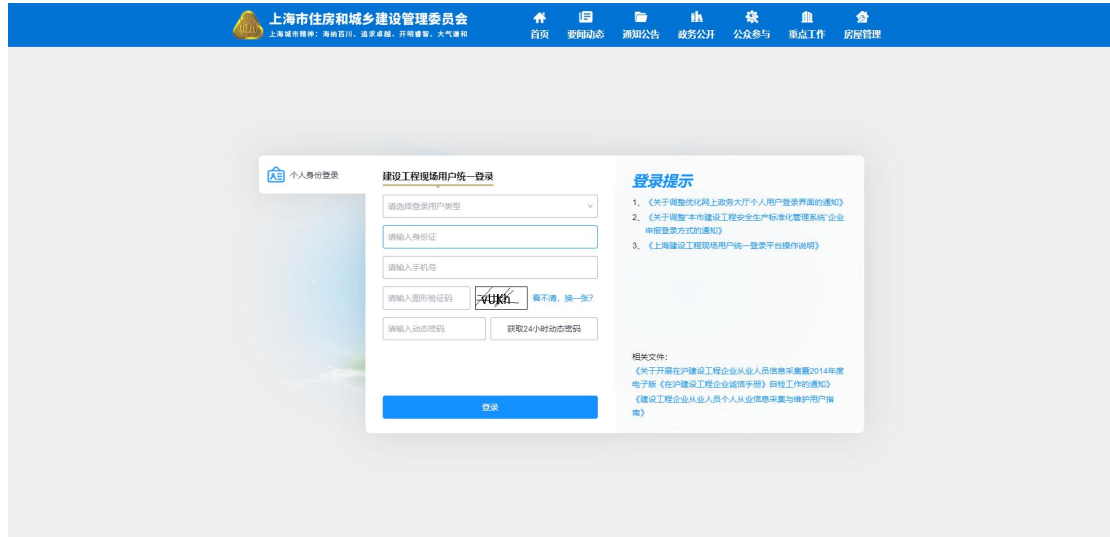 上海市住房和城乡建设管理委员会
上海城市精神：海纳百川、追求卓越、开明睿智、大气谦和
首页 要闻动态 通知公告 政务公开 公众参与 重点工作 房屋管理
个人身份登录
建设工程现场用户统一登录
请选择登录用户类型
请输入身份证
请输入手机号
请输入图形验证码 vUKh 看不清，换一张？
请输入动态密码 获取24小时动态密码
登录
登录提示
1、《关于调整优化网上政务大厅个人用户登录界面的通知》
2、《关于调整“本市建设工程安全生产标准化管理系统”企业
申报登录方式的通知》
3、《上海建设工程现场用户统一登录平台操作说明》
相关文件：
《关于开展在沪建设工程企业从业人员信息采集暨2014年度
电子版《在沪建设工程企业诚信手册》自检工作的通知》
《建设工程企业从业人员个人从业信息采集与维护用户指
南》